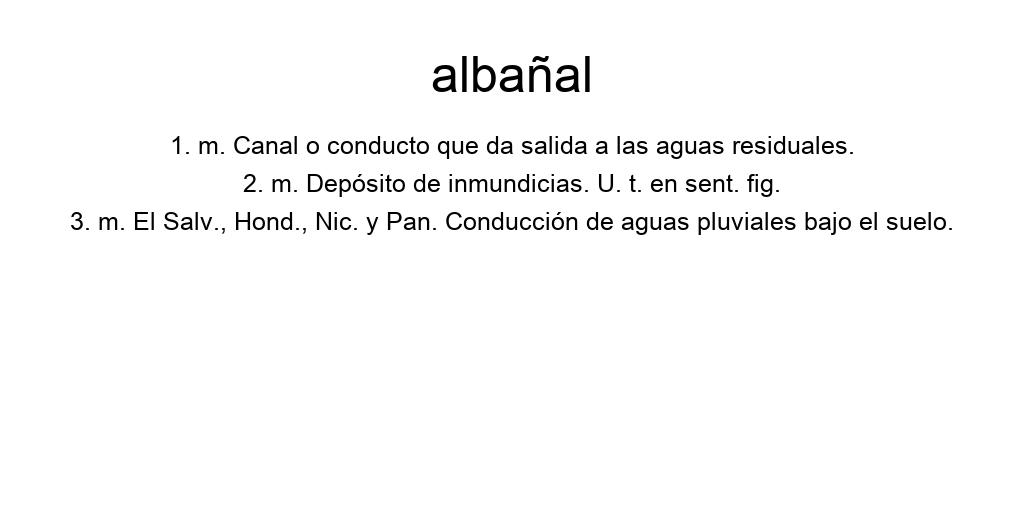 albañal
1. m. Canal o conducto que da salida a las aguas residuales.
2. m. Depósito de inmundicias. U. t. en sent. fig.
3. m. El Salv., Hond., Nic. y Pan. Conducción de aguas pluviales bajo el suelo.